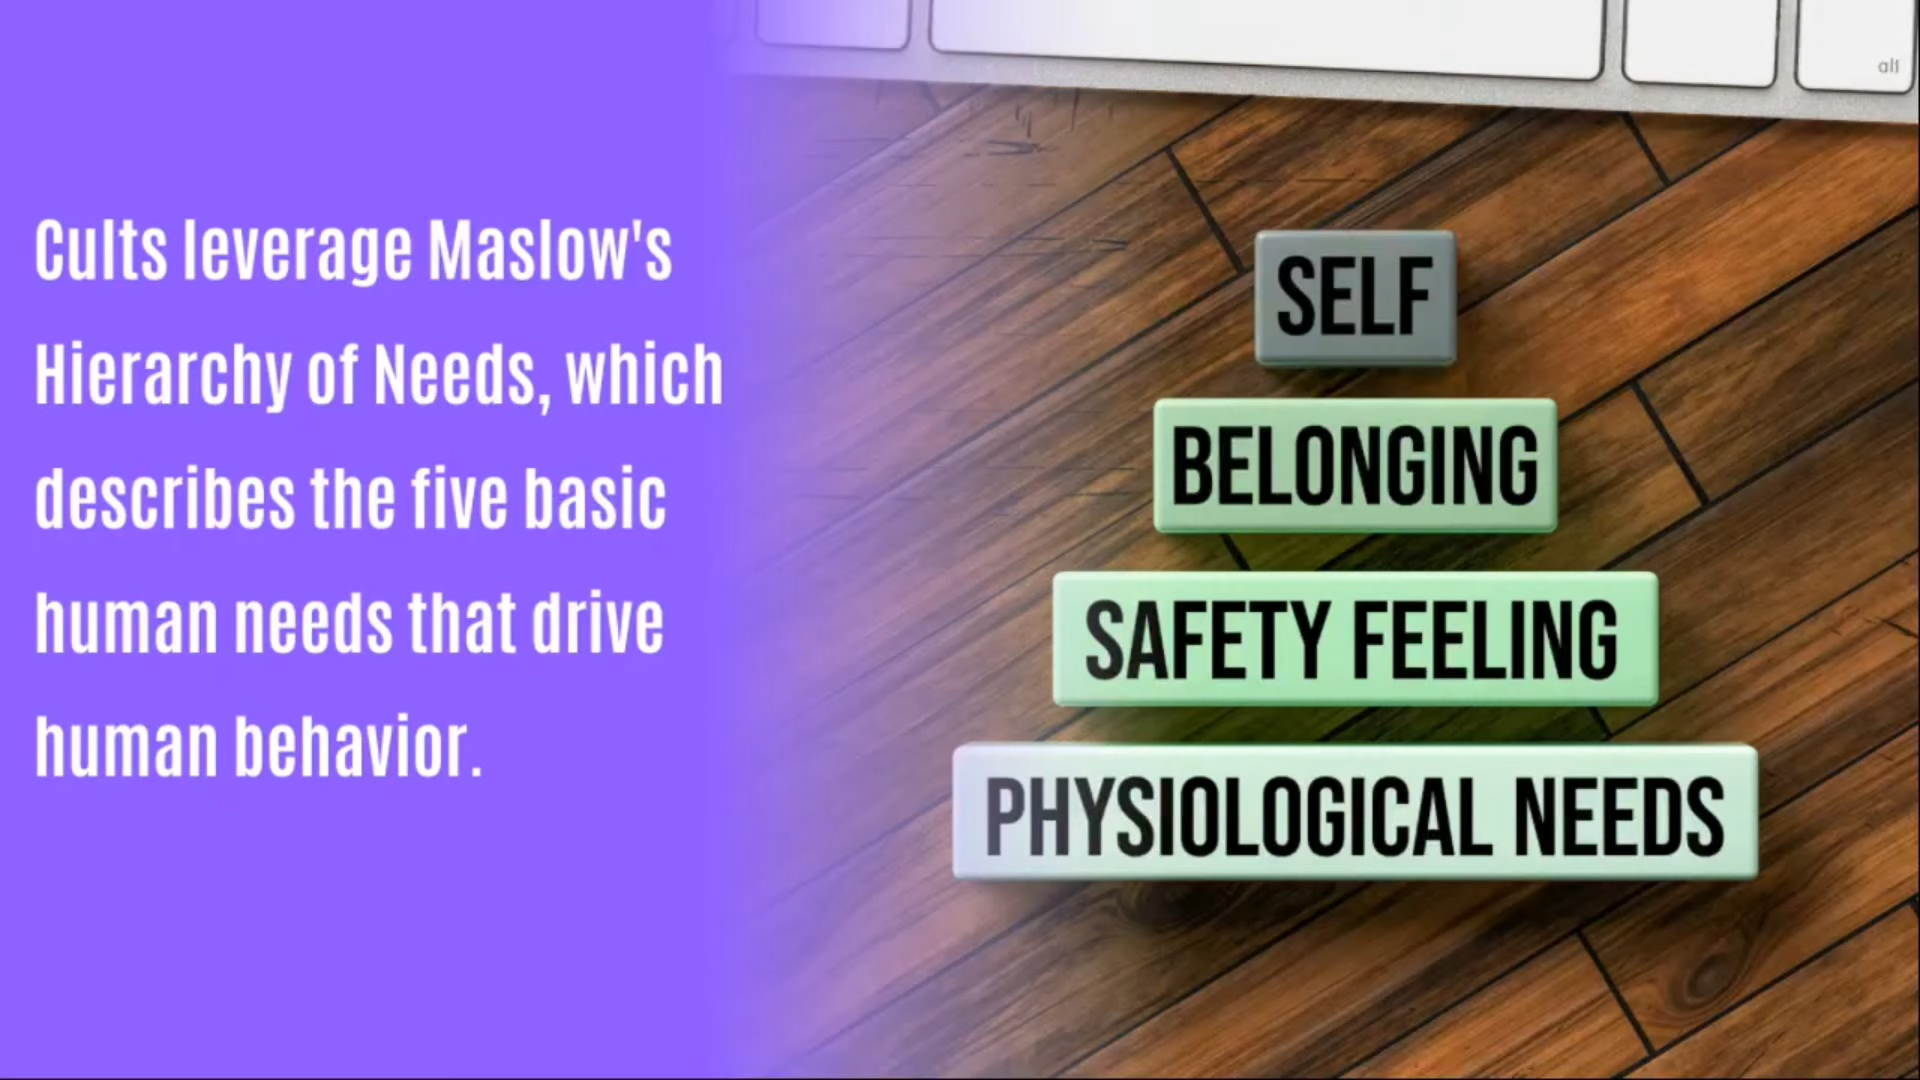 Cults leverage Maslow's
Hierarchy of Needs, which
describes the five basic
human needs that drive
human behavior.
SELF
BELONGING
SAFETY FEELING
PHYSIOLOGICAL NEEDS